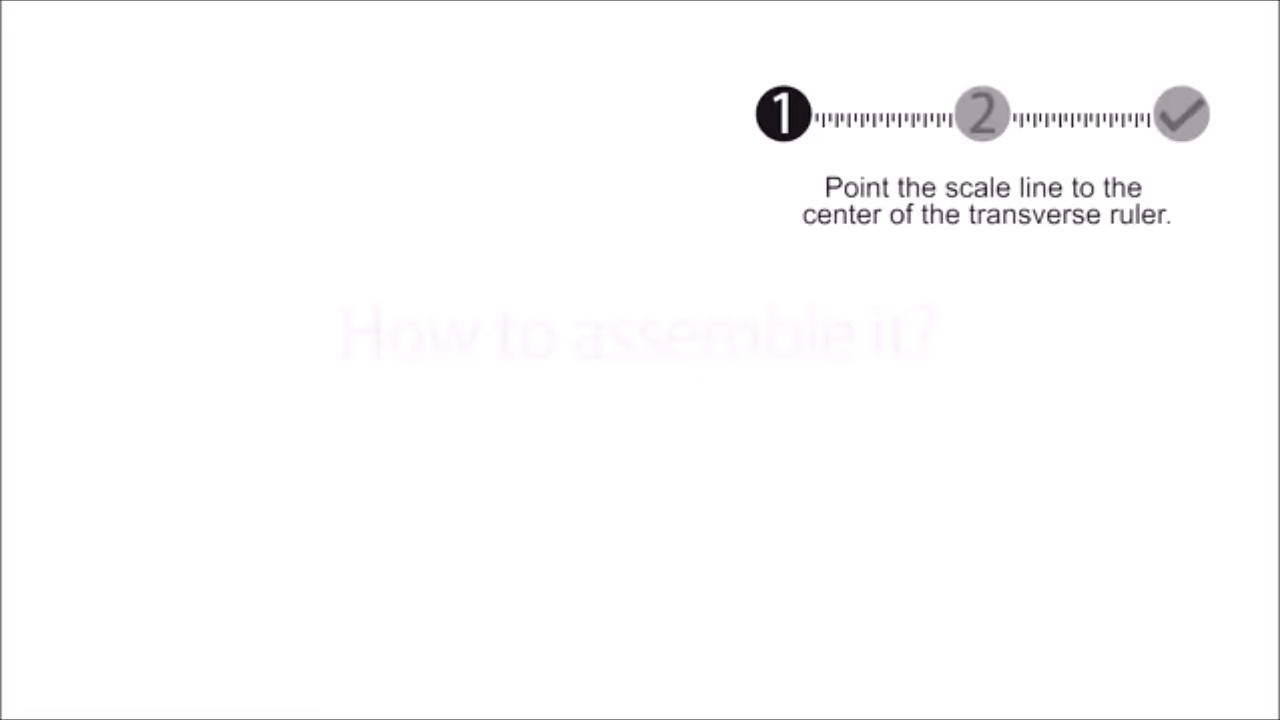 1 2
Point the scale line to the
center of the transverse ruler.
How to assemble it?